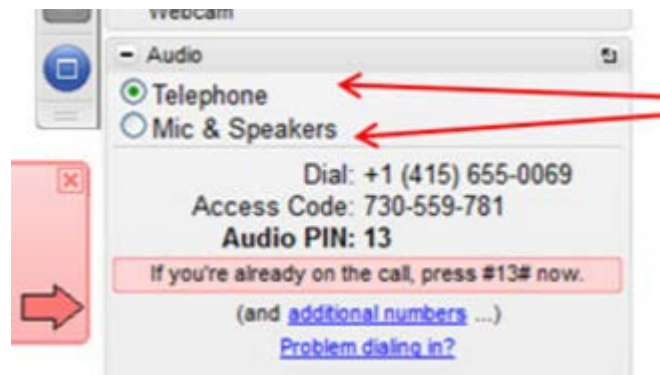 Webcam
Audio
Telephone
Mic & Speakers
Dial: +1 (415) 655-0069
Access Code: 730-559-781
Audio PIN: 13
If you're already on the call, press #13# now.
(and additional numbers ...)
Problem dialing in?